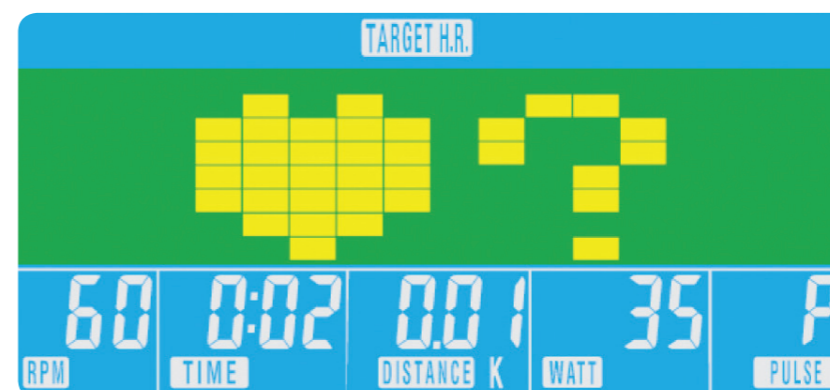 TARGET H.R.
?
60 0:02 0.01 35 P
RPM TIME DISTANCE K WATT PULSE